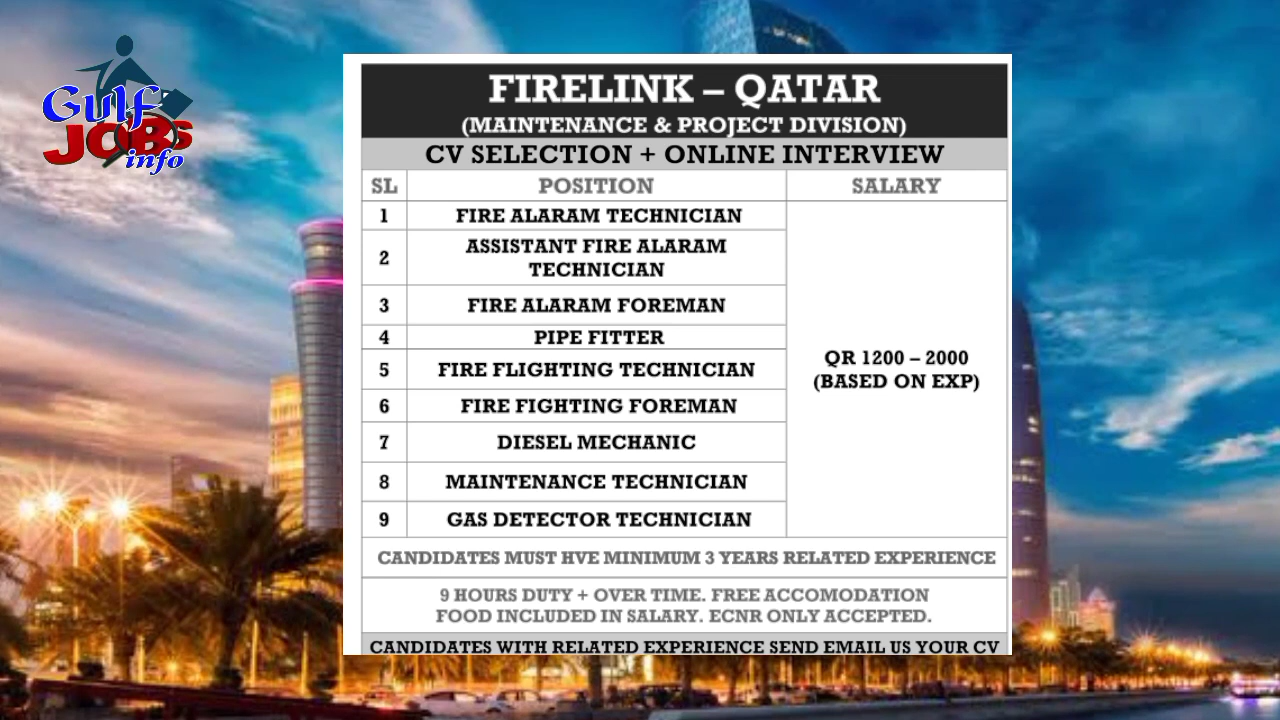 Gulf
JOBS
info
FIRELINK – QATAR
(MAINTENANCE & PROJECT DIVISION)
CV SELECTION + ONLINE INTERVIEW
SL POSITION SALARY
1 FIRE ALARAM TECHNICIAN
2 ASSISTANT FIRE ALARAM
TECHNICIAN
3 FIRE ALARAM FOREMAN
4 PIPE FITTER
5 FIRE FLIGHTING TECHNICIAN
QR 1200 – 2000
(BASED ON EXP)
6 FIRE FIGHTING FOREMAN
7 DIESEL MECHANIC
8 MAINTENANCE TECHNICIAN
9 GAS DETECTOR TECHNICIAN
CANDIDATES MUST HVE MINIMUM 3 YEARS RELATED EXPERIENCE
9 HOURS DUTY + OVER TIME. FREE ACCOMODATION
FOOD INCLUDED IN SALARY. ECNR ONLY ACCEPTED.
CANDIDATES WITH RELATED EXPERIENCE SEND EMAIL US YOUR CV